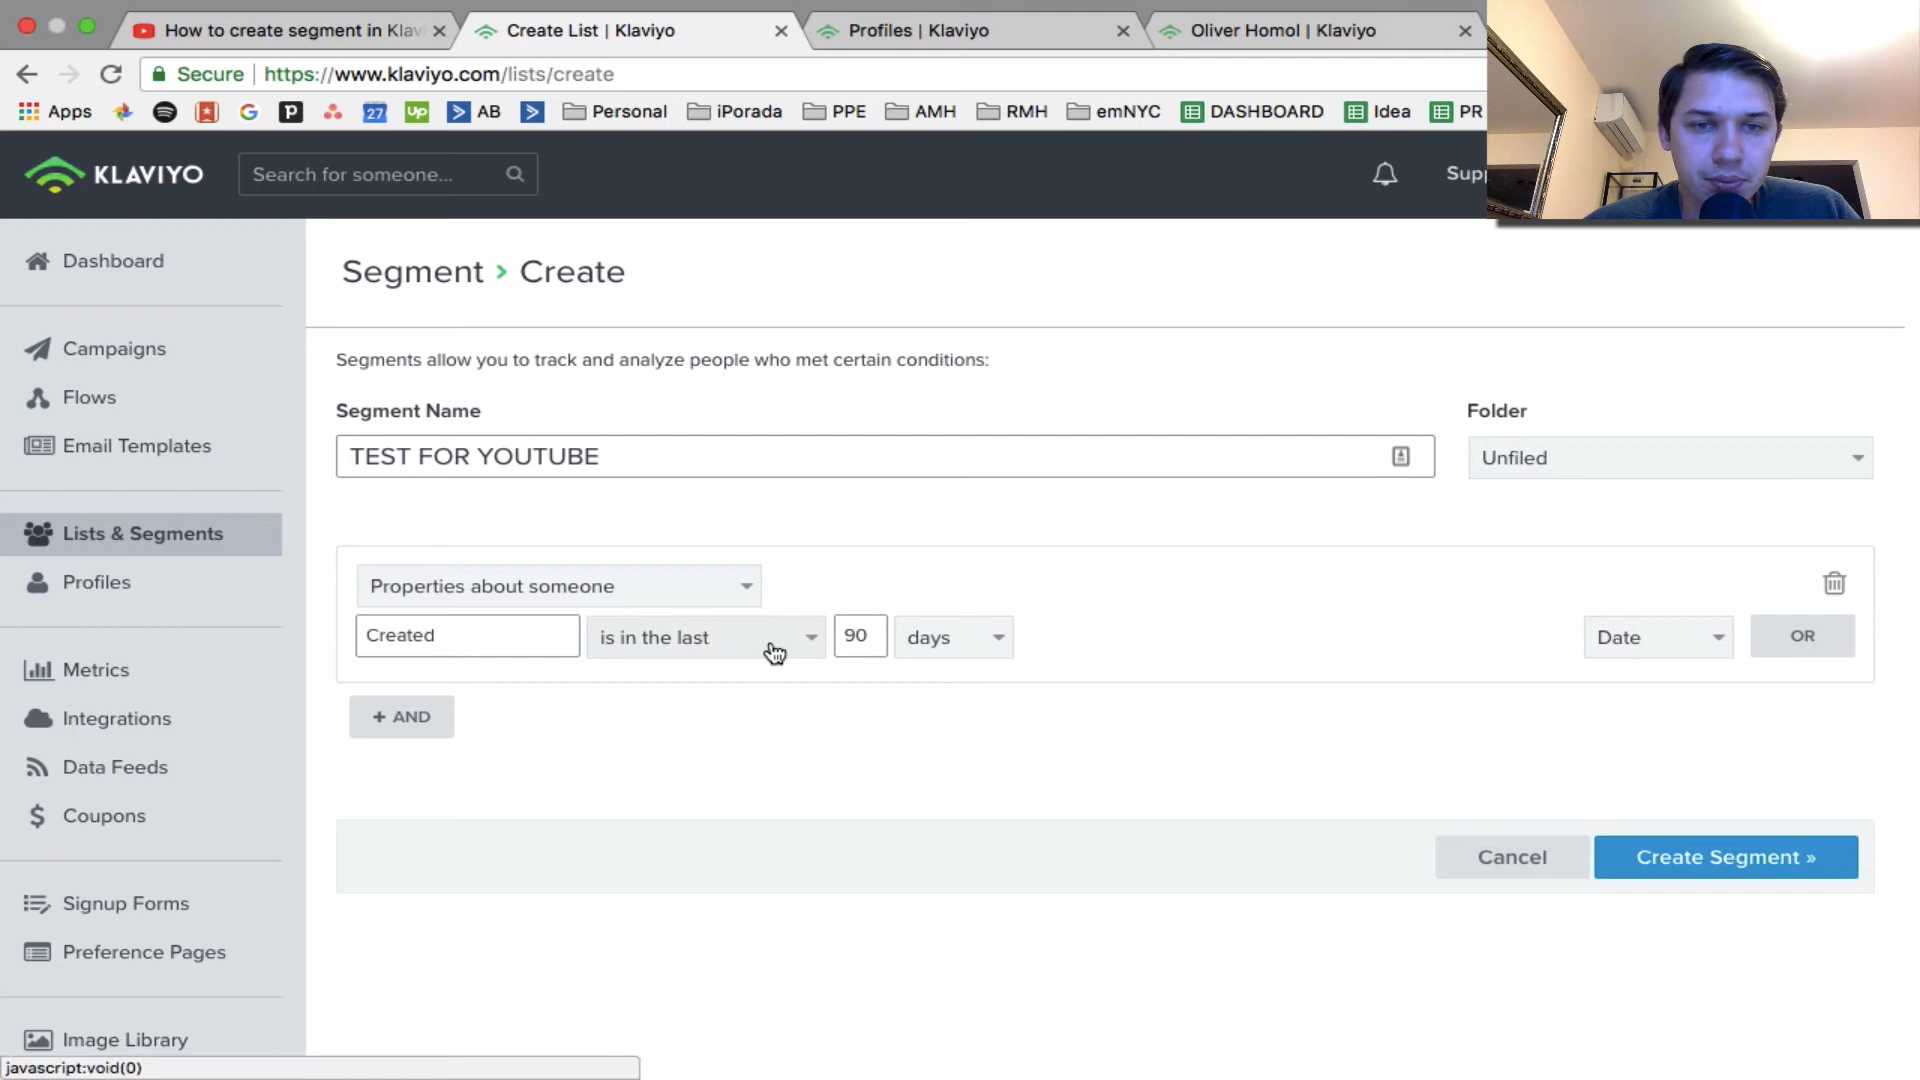 How to create segment in Klav
Create List | Klaviyo
Profiles | Klaviyo
Oliver Homol | Klaviyo
Secure
https://www.klaviyo.com/lists/create
Apps
27
up
AB
Personal
iPorada
PPE
AMH
RMH
emNYC
DASHBOARD
Idea
PR
KLAVIYO
Search for someone...
Supp
Dashboard
Campaigns
Flows
Email Templates
Lists & Segments
Profiles
Metrics
Integrations
Data Feeds
Coupons
Signup Forms
Preference Pages
Image Library
Segment > Create
Segments allow you to track and analyze people who met certain conditions:
Segment Name
Folder
TEST FOR YOUTUBE
Unfiled
Properties about someone
Created
is in the last
90
days
Date
OR
+ AND
Cancel
Create Segment »
javascript:void(0)